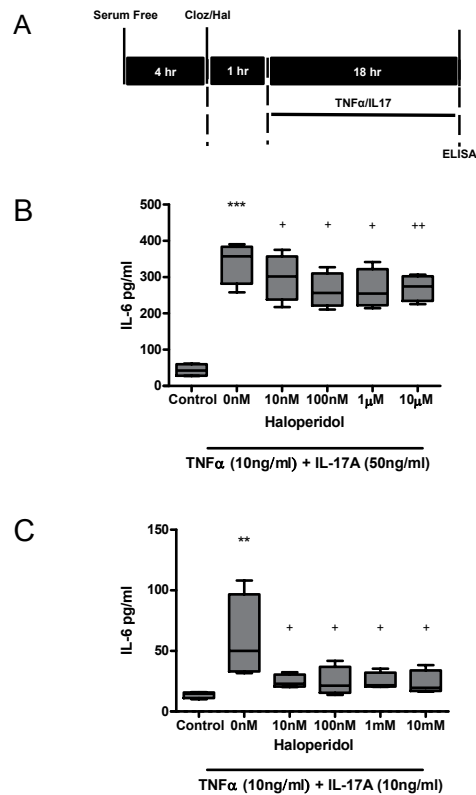 A
Serum Free Cloz/Hal
4 hr 1 hr 18 hr
TNFα/IL17
ELISA
B
500
400
300
200
100
0
IL-6 pg/ml
*** + + + ++
Control 0nM 10nM 100nM 1μM 10μM
Haloperidol
TNFα (10ng/ml) + IL-17A (50ng/ml)
C
150
100
50
0
IL-6 pg/ml
** + + + +
Control 0nM 10nM 100nM 1mM 10mM
Haloperidol
TNFα (10ng/ml) + IL-17A (10ng/ml)